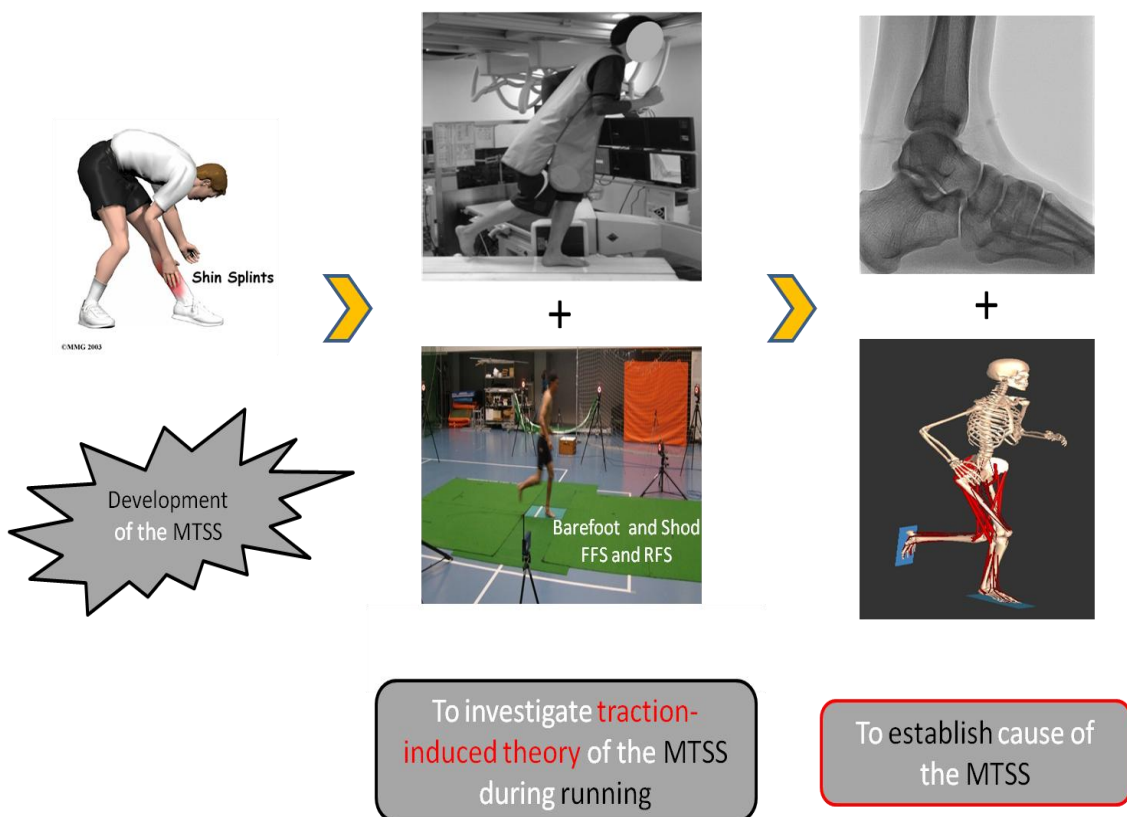 Shin Splints
©MMG 2003
Development
of the MTSS
+
Barefoot and Shod
FFS and RFS
To investigate traction-
induced theory of the MTSS
during running
+
To establish cause of
the MTSS